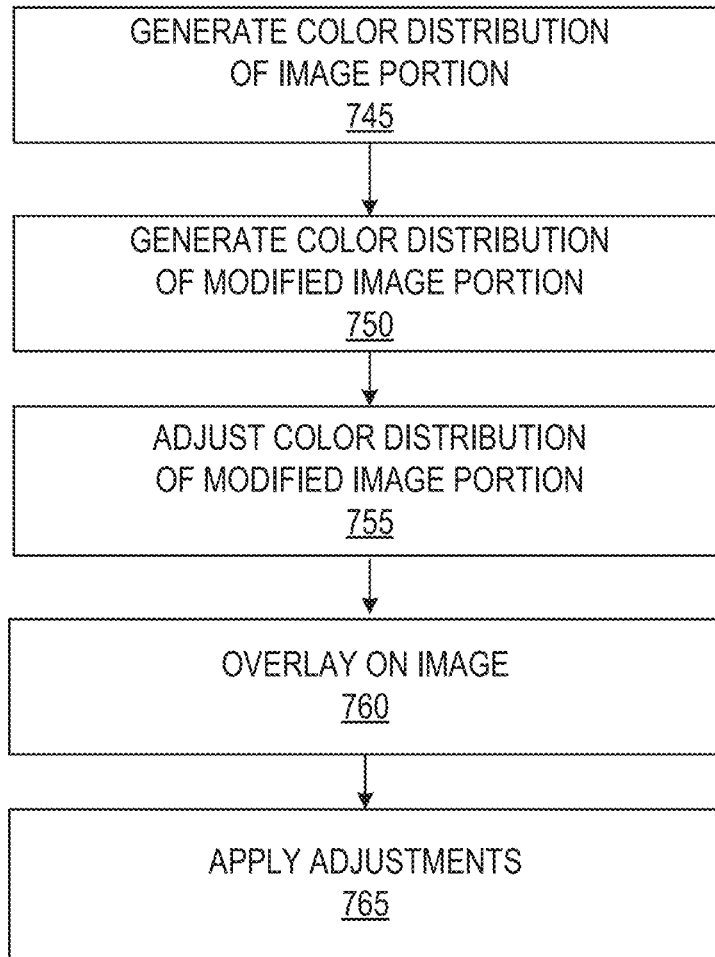 GENERATE COLOR DISTRIBUTION
OF IMAGE PORTION
745
GENERATE COLOR DISTRIBUTION
OF MODIFIED IMAGE PORTION
750
ADJUST COLOR DISTRIBUTION
OF MODIFIED IMAGE PORTION
755
OVERLAY ON IMAGE
760
APPLY ADJUSTMENTS
765